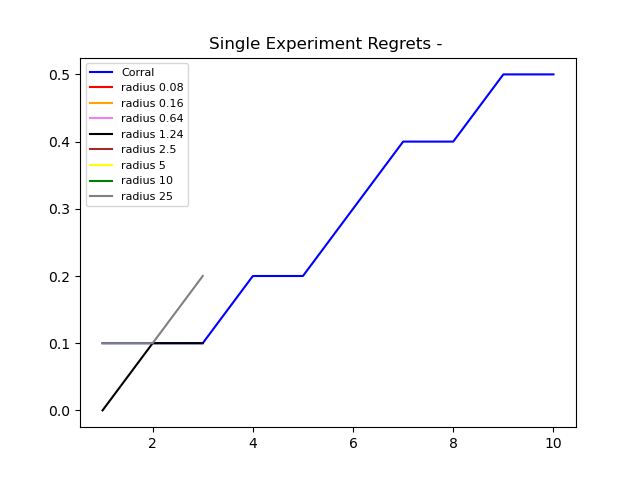 Single Experiment Regrets -
0.5
0.4
0.3
0.2
0.1
0.0
Corral
radius 0.08
radius 0.16
radius 0.64
radius 1.24
radius 2.5
radius 5
radius 10
radius 25
2 4 6 8 10